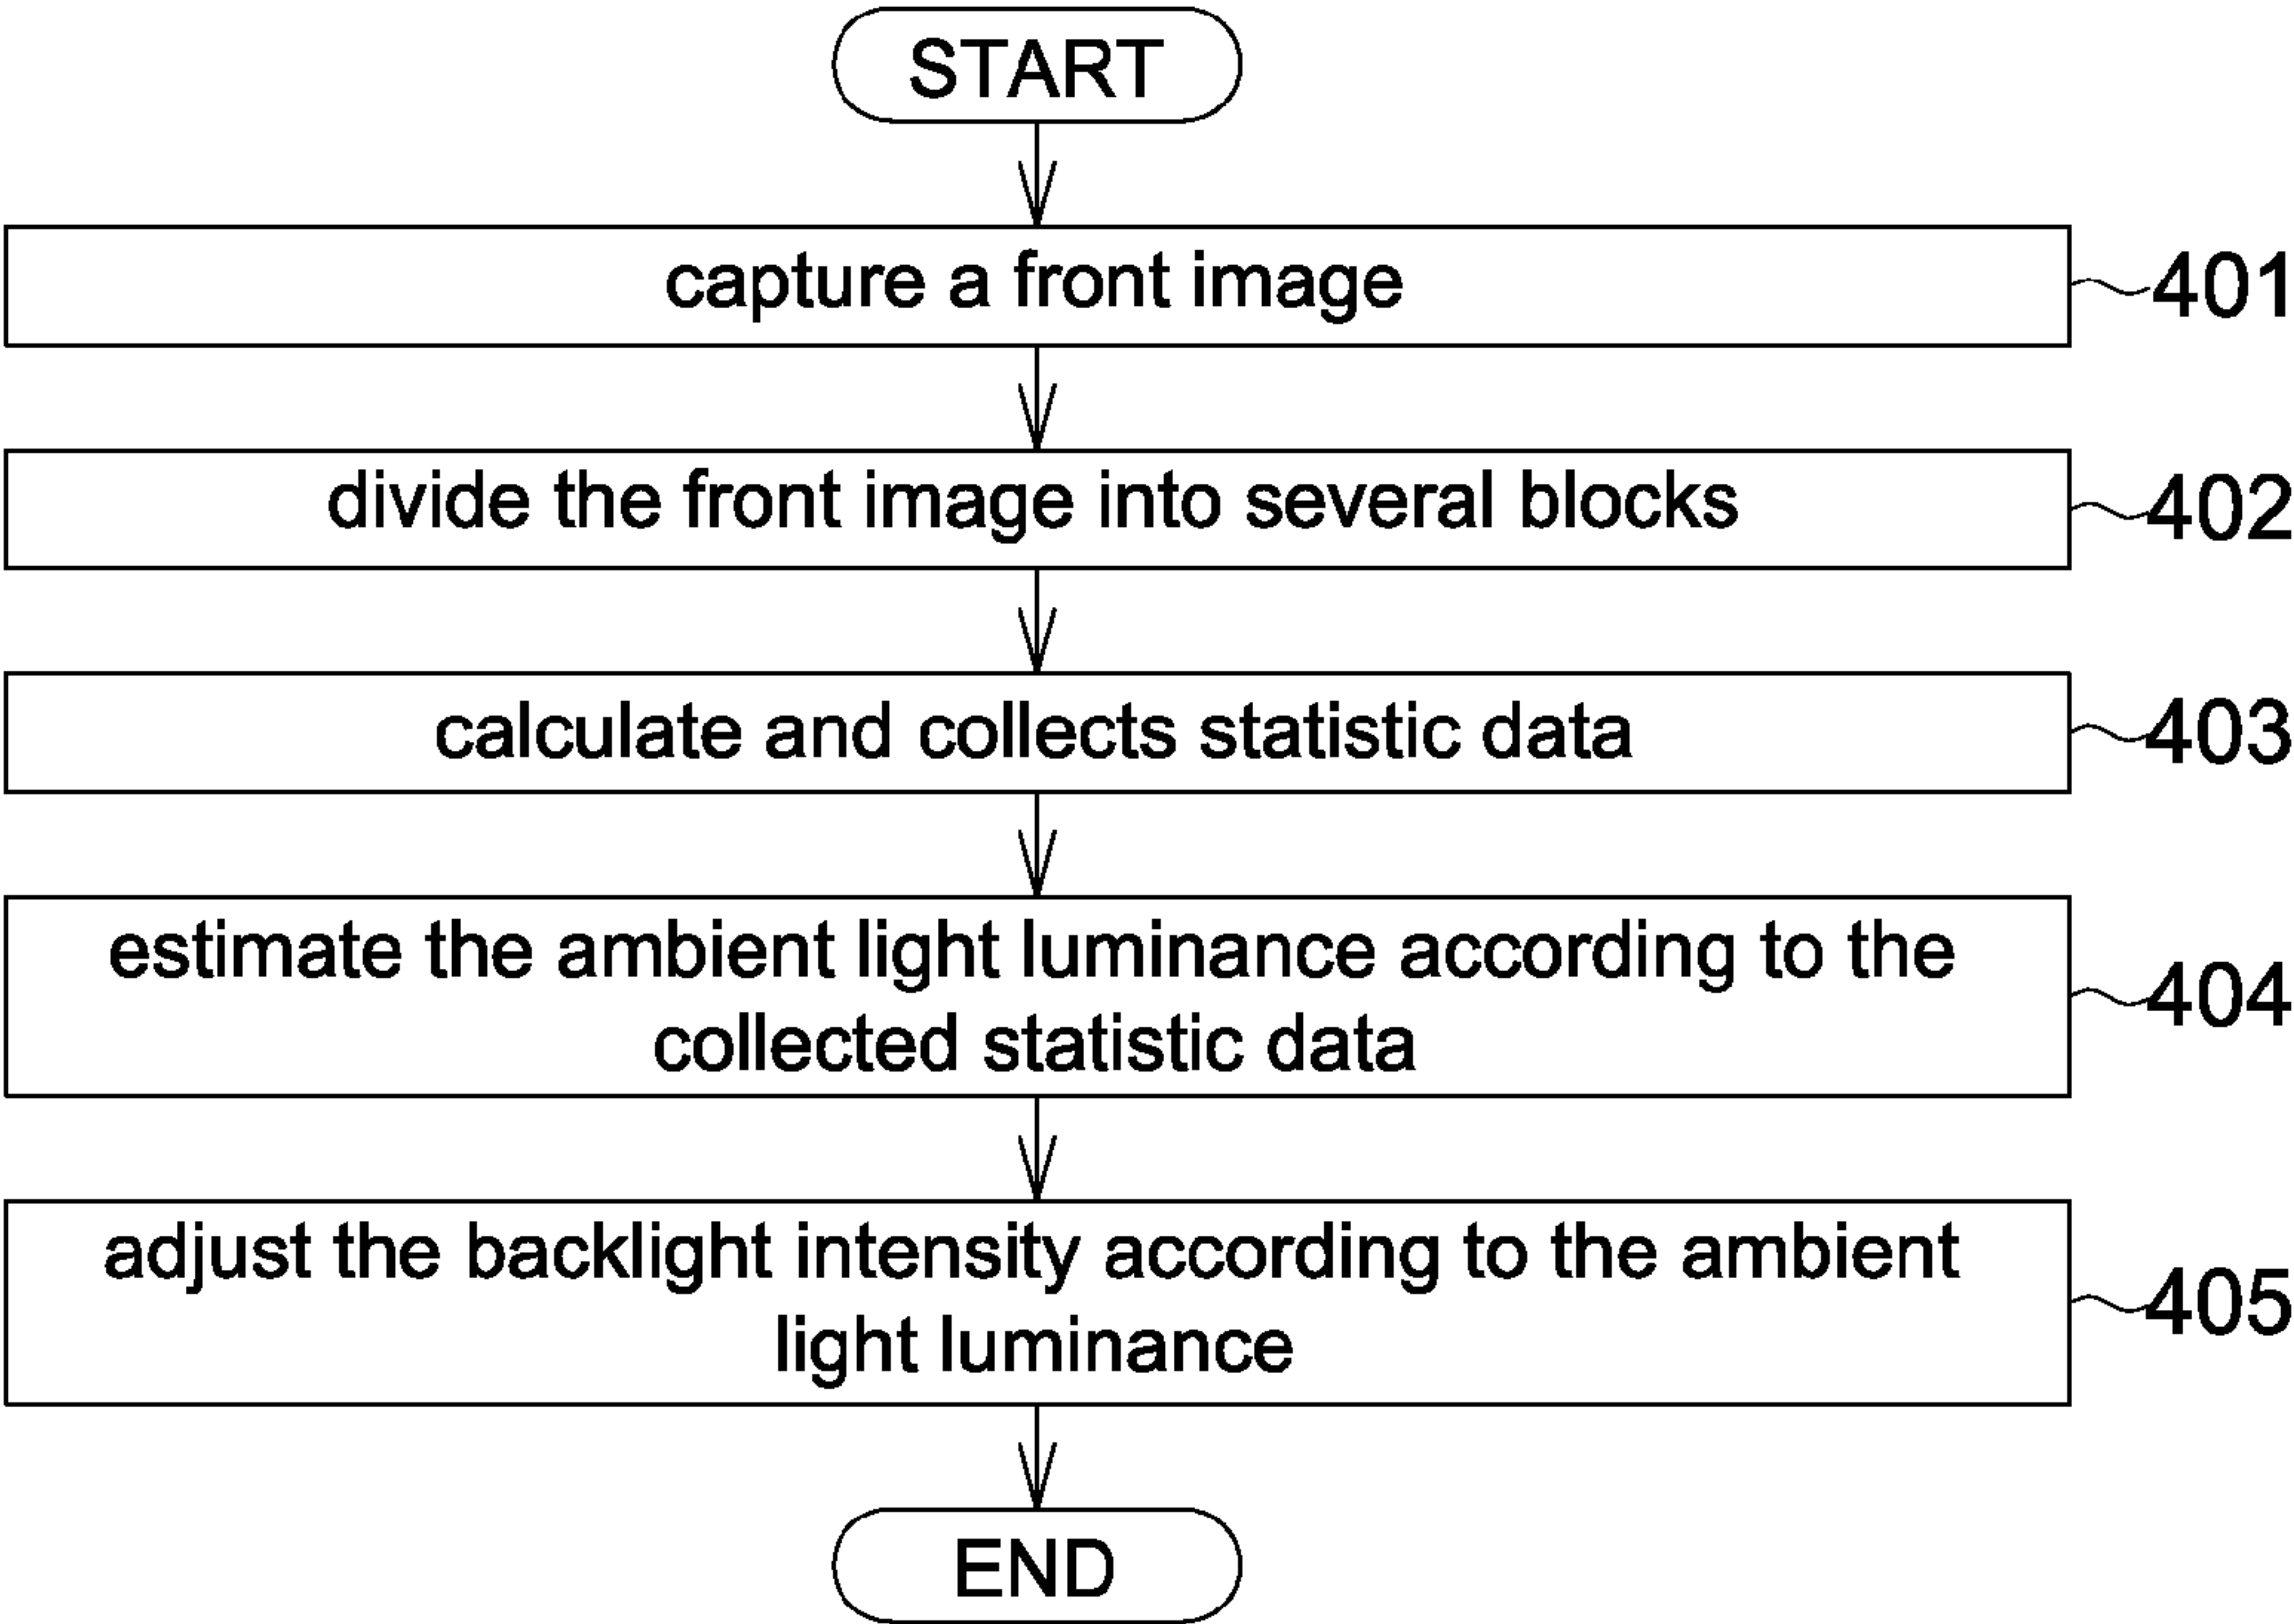 START
capture a front image
401
divide the front image into several blocks
402
calculate and collects statistic data
403
estimate the ambient light luminance according to the
collected statistic data
404
adjust the backlight intensity according to the ambient
light luminance
405
END